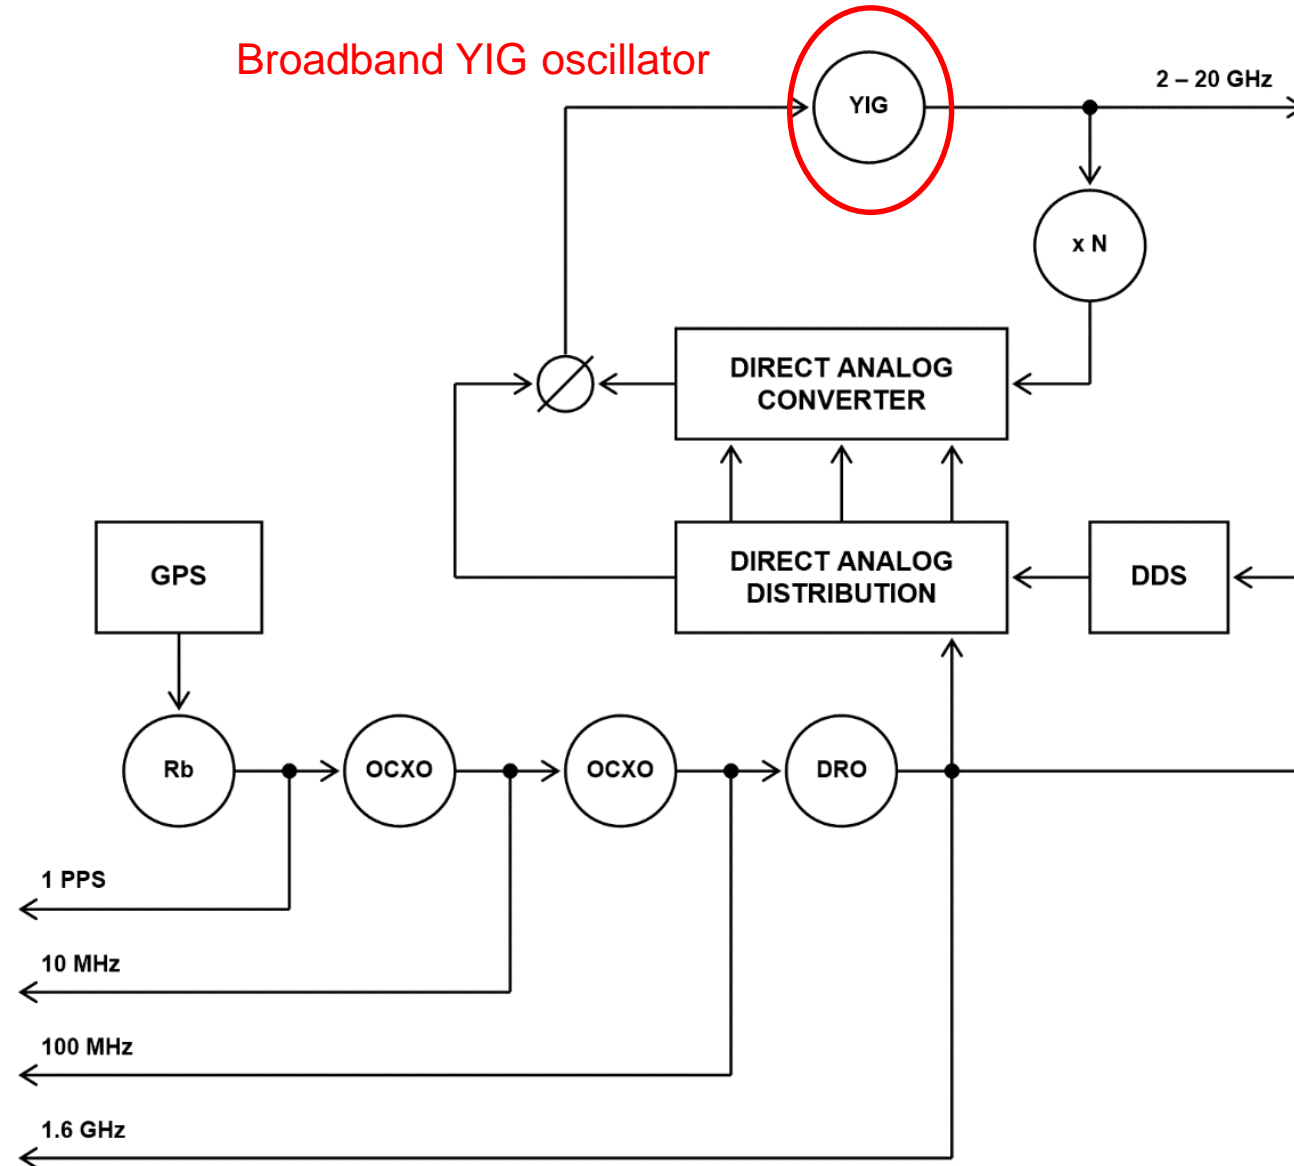 Broadband YIG oscillator
YIG
2 – 20 GHz
x N
DIRECT ANALOG
CONVERTER
GPS
DIRECT ANALOG
DISTRIBUTION
DDS
Rb
OCXO
OCXO
DRO
1 PPS
10 MHz
100 MHz
1.6 GHz